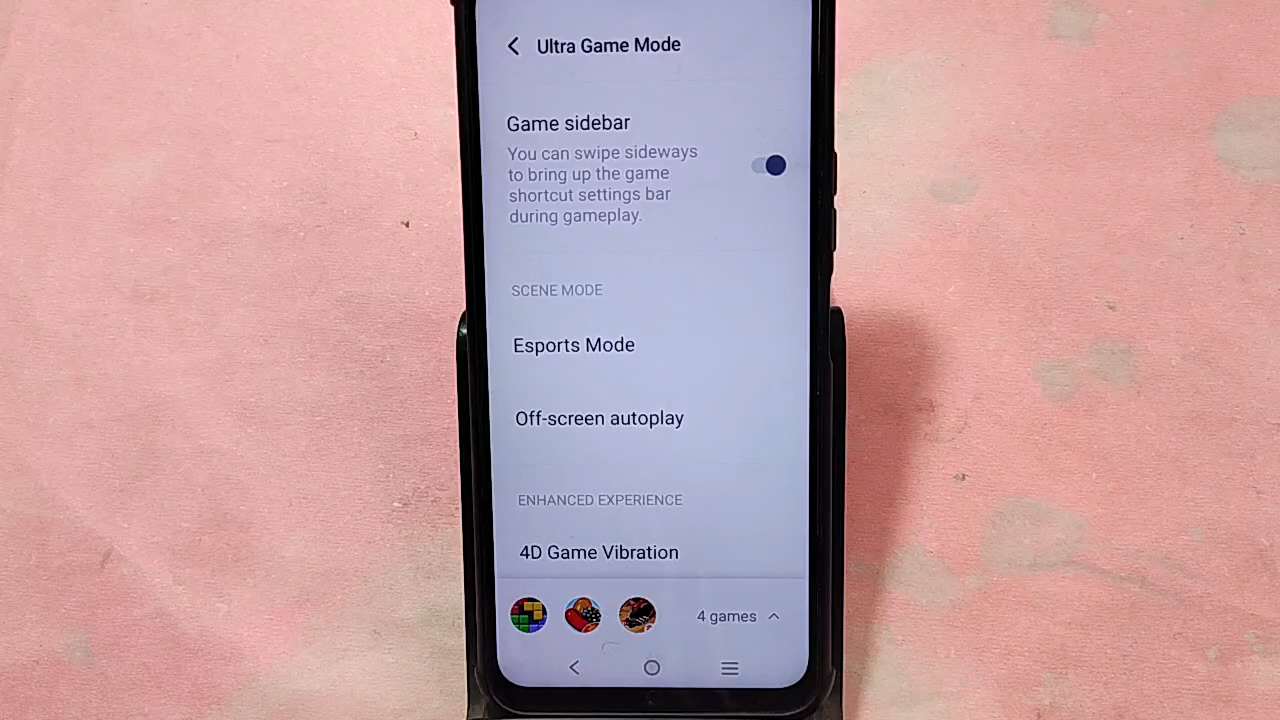 Ultra Game Mode
Game sidebar
You can swipe sideways
to bring up the game
shortcut settings bar
during gameplay.
SCENE MODE
Esports Mode
Off-screen autoplay
ENHANCED EXPERIENCE
4D Game Vibration
4 games